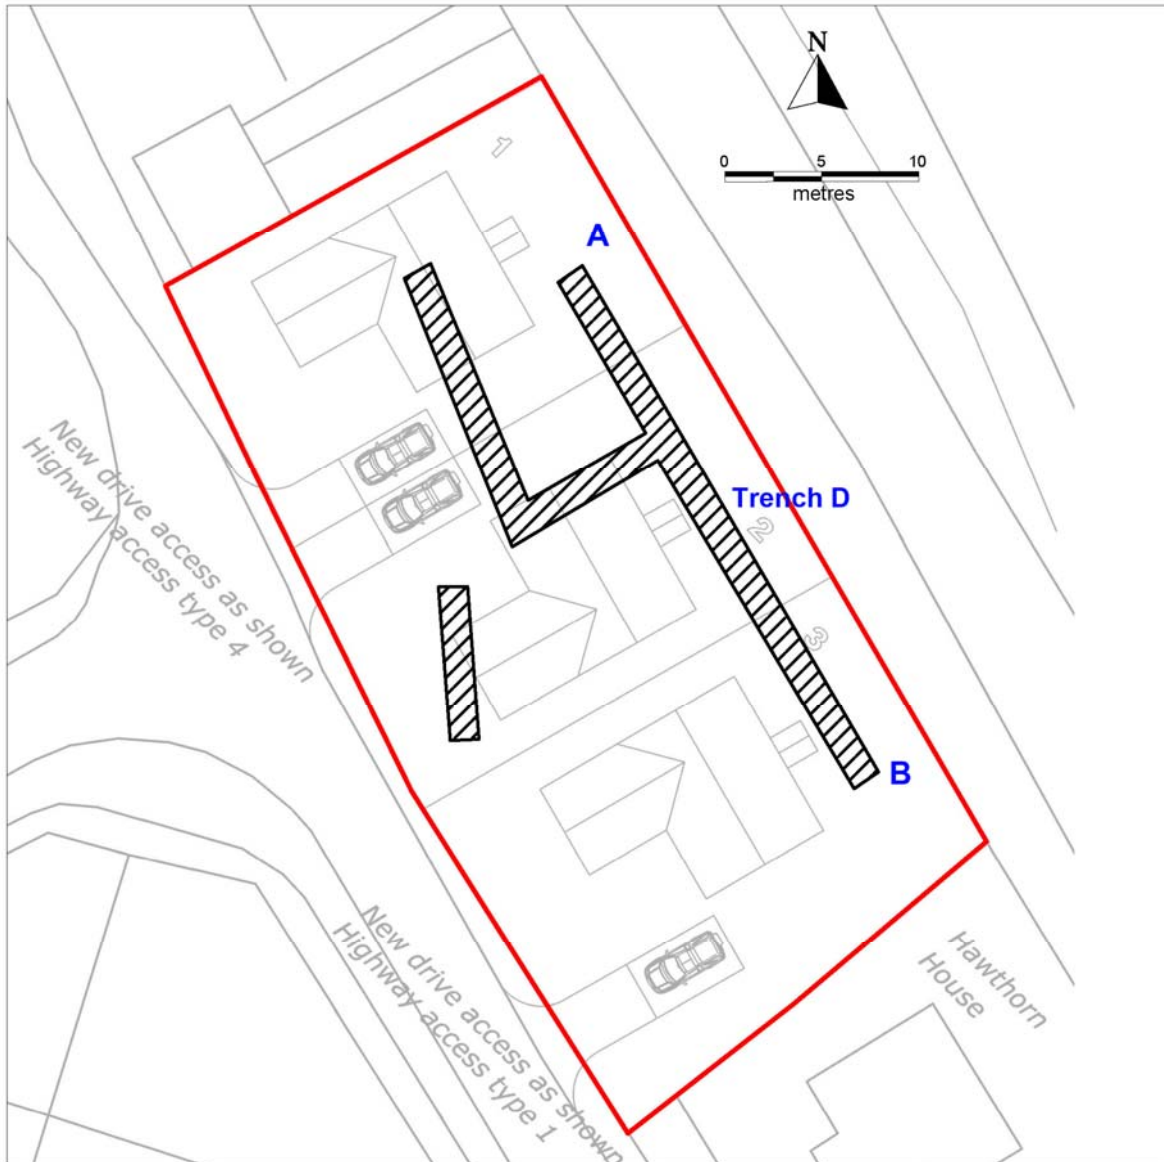 N
0 5 10
metres
1
A
New drive access as shown
Highway access type 4
Trench D
2
3
B
New drive access as shown
Highway access type 1
Hawthorn
House